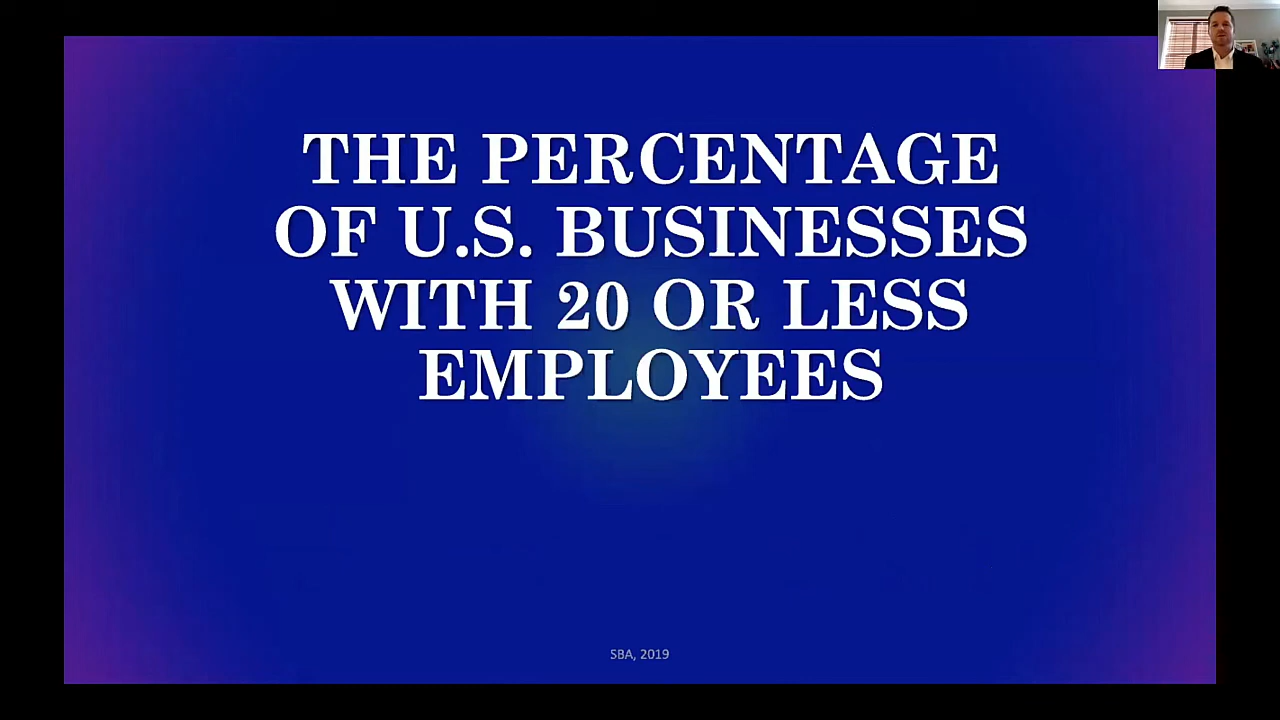 THE PERCENTAGE
OF U.S. BUSINESSES
WITH 20 OR LESS
EMPLOYEES
SBA, 2019